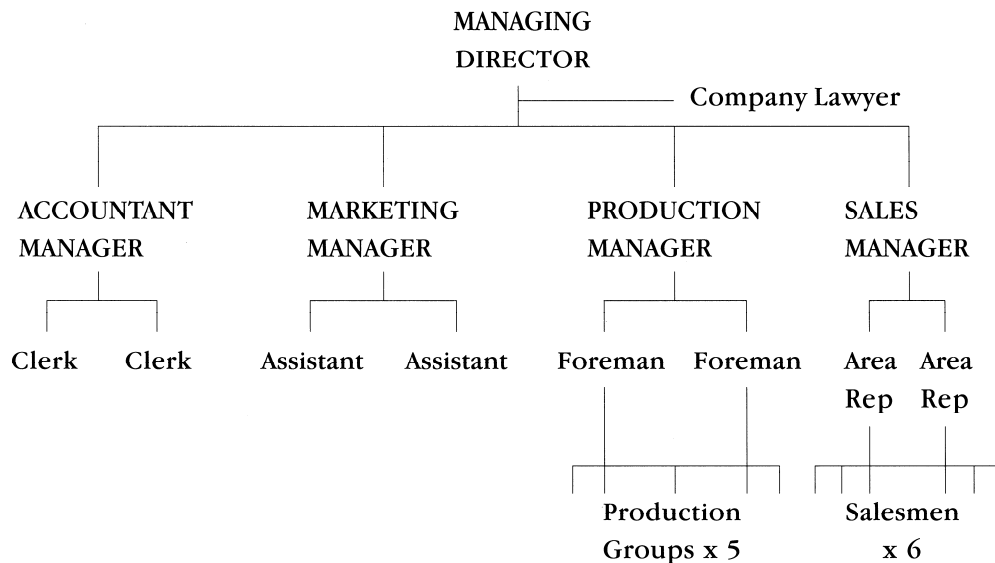 MANAGING
DIRECTOR
Company Lawyer
ACCOUNTANT
MANAGER
MARKETING
MANAGER
PRODUCTION
MANAGER
SALES
MANAGER
Clerk
Clerk
Assistant
Assistant
Foreman
Foreman
Area
Rep
Area
Rep
Production
Groups x 5
Salesmen
x 6